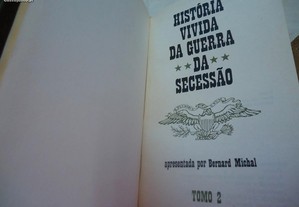 HISTÓRIA
VIVIDA
DA GUERRA
DA
SECESSÃO
apresentada por Bernard Michal
TOMO 2